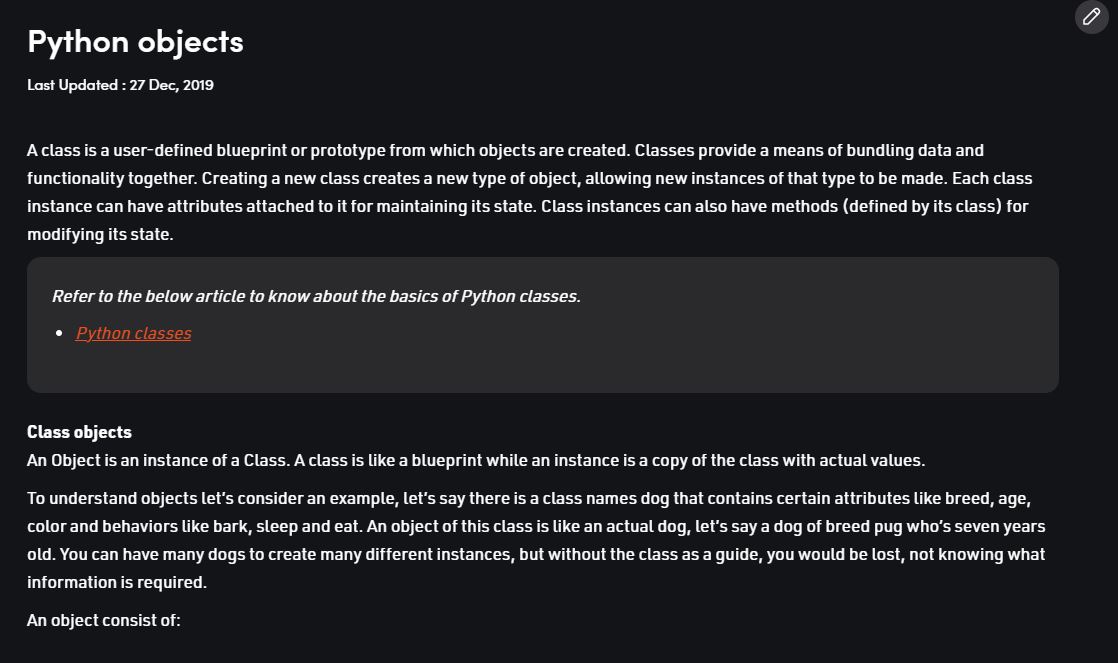 Python objects
Last Updated : 27 Dec, 2019
A class is a user-defined blueprint or prototype from which objects are created. Classes provide a means of bundling data and
functionality together. Creating a new class creates a new type of object, allowing new instances of that type to be made. Each class
instance can have attributes attached to it for maintaining its state. Class instances can also have methods (defined by its class) for
modifying its state.
Refer to the below article to know about the basics of Python classes.
• Python classes
Class objects
An Object is an instance of a Class. A class is like a blueprint while an instance is a copy of the class with actual values.
To understand objects let’s consider an example, let’s say there is a class names dog that contains certain attributes like breed, age,
color and behaviors like bark, sleep and eat. An object of this class is like an actual dog, let’s say a dog of breed pug who’s seven years
old. You can have many dogs to create many different instances, but without the class as a guide, you would be lost, not knowing what
information is required.
An object consist of: